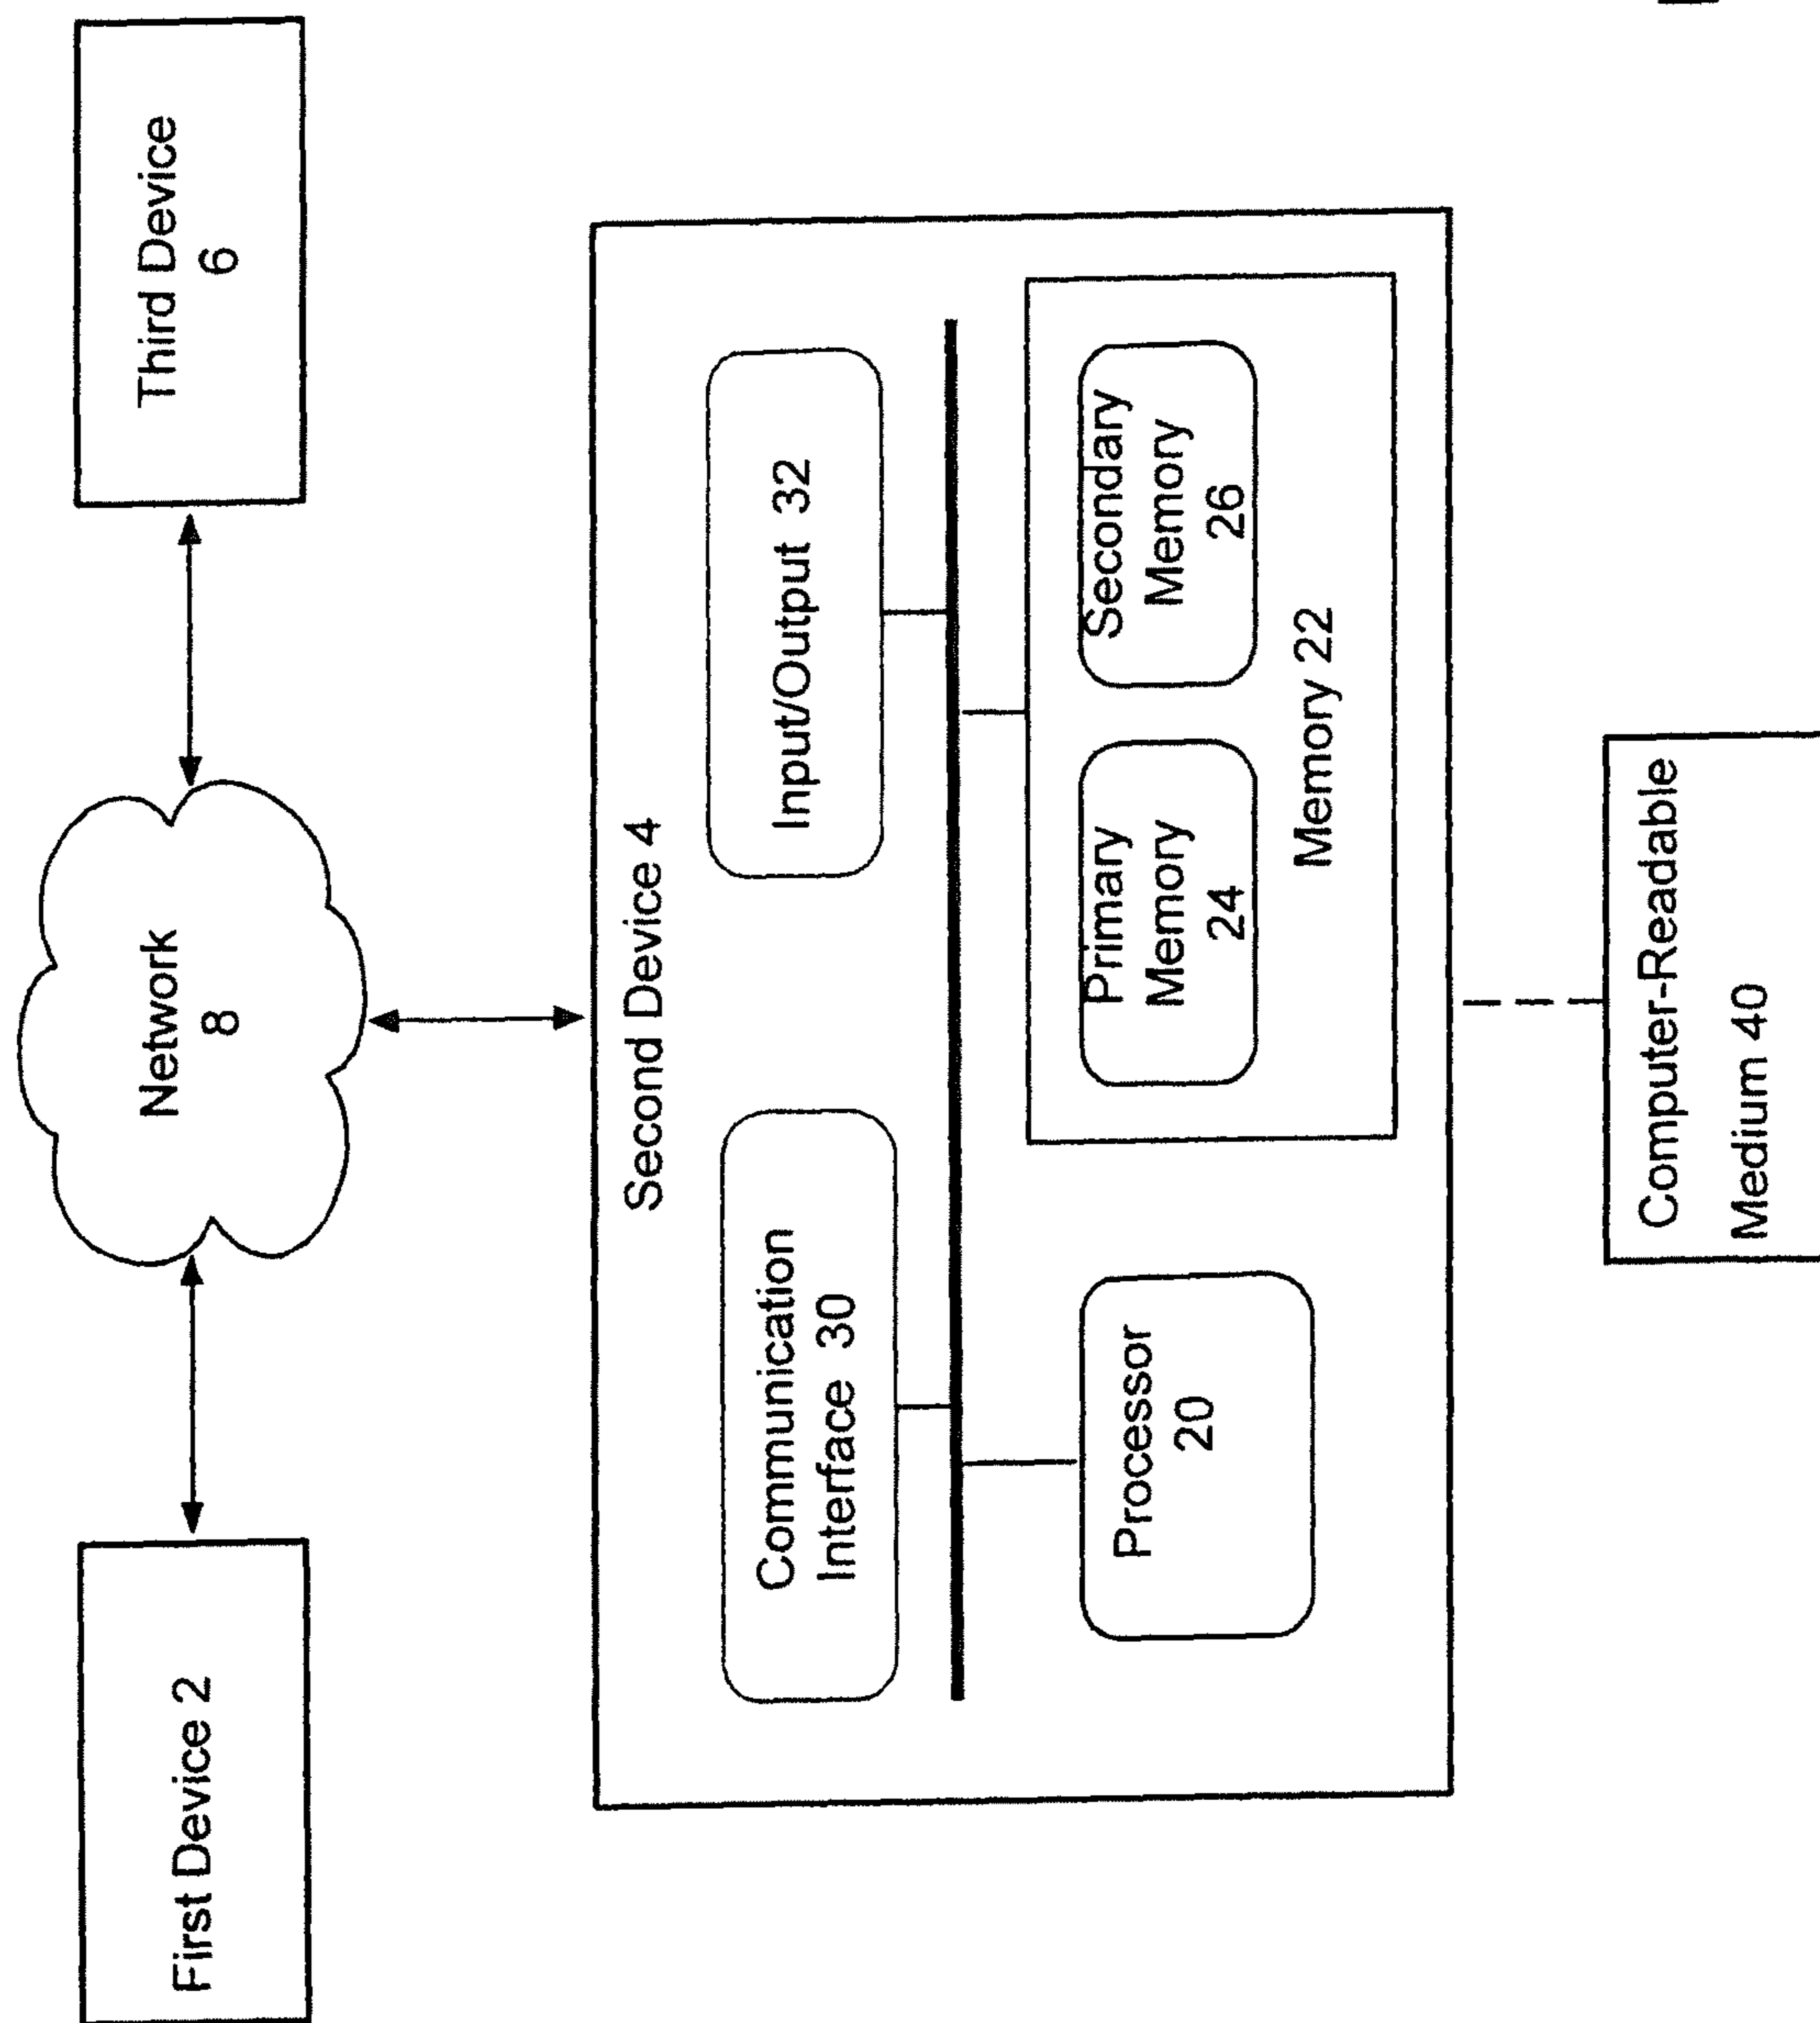 First Device 2
Network
8
Third Device
6
Second Device 4
Communication
Interface 30
Input/Output 32
Processor
20
Primary
Memory
24
Secondary
Memory
26
Memory 22
Computer-Readable
Medium 40